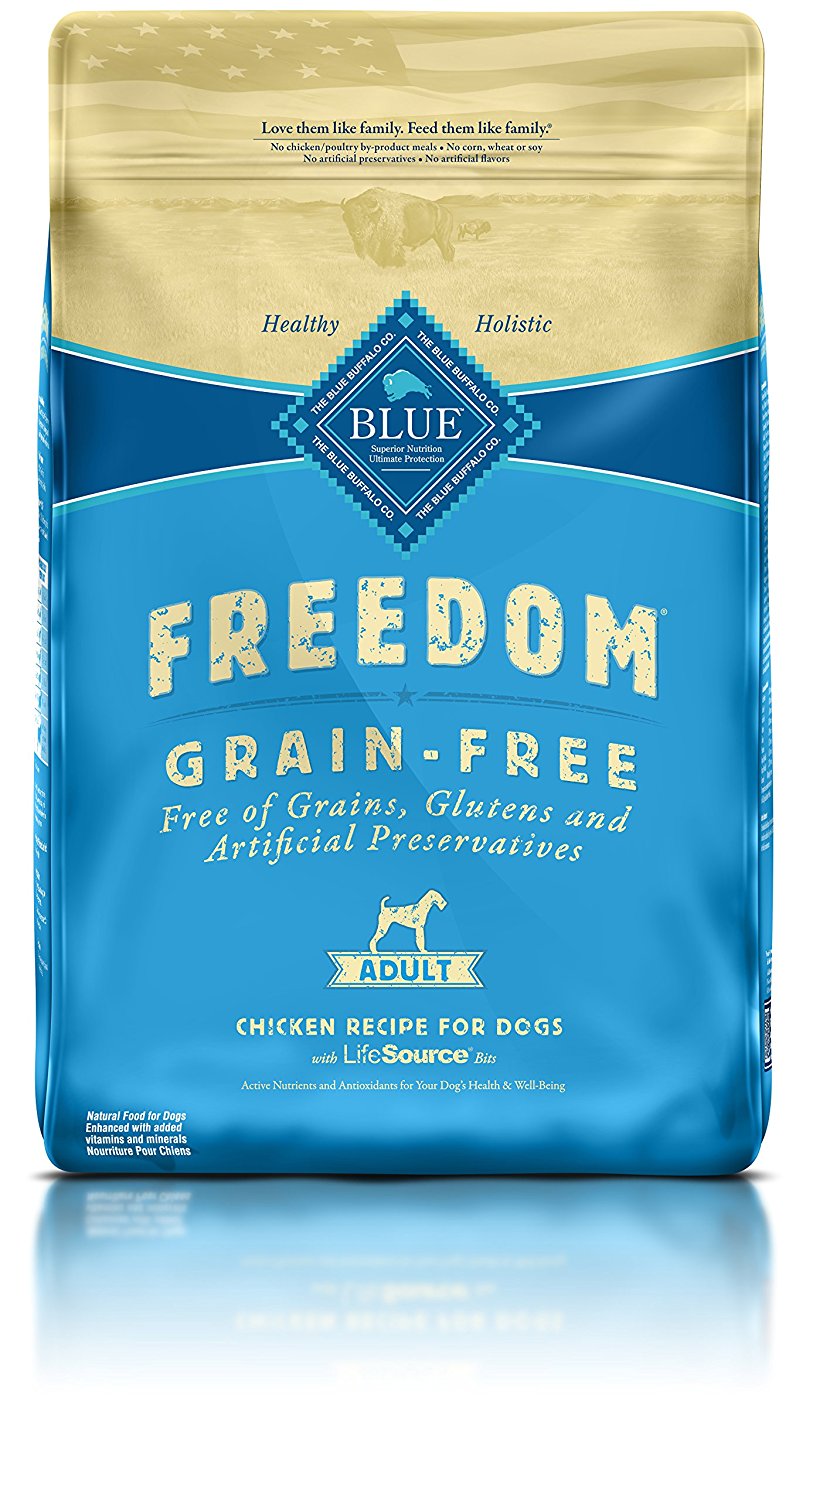 Love them like family. Feed them like family.®
No chicken/poultry by-product meals • No corn, wheat or soy
No artificial preservatives • No artificial flavors
Healthy
Holistic
THE BLUE BUFFALO CO.
THE BLUE BUFFALO CO.
BLUE™
Superior Nutrition
Ultimate Protection
THE BLUE BUFFALO CO.
THE BLUE BUFFALO CO.
FREEDOM®
GRAIN-FREE
Free of Grains, Glutens and
Artificial Preservatives
ADULT
CHICKEN RECIPE FOR DOGS
with LifeSource® Bits
Active Nutrients and Antioxidants for Your Dog's Health & Well-Being
Natural Food for Dogs
Enhanced with added
vitamins and minerals
Nourriture Pour Chiens